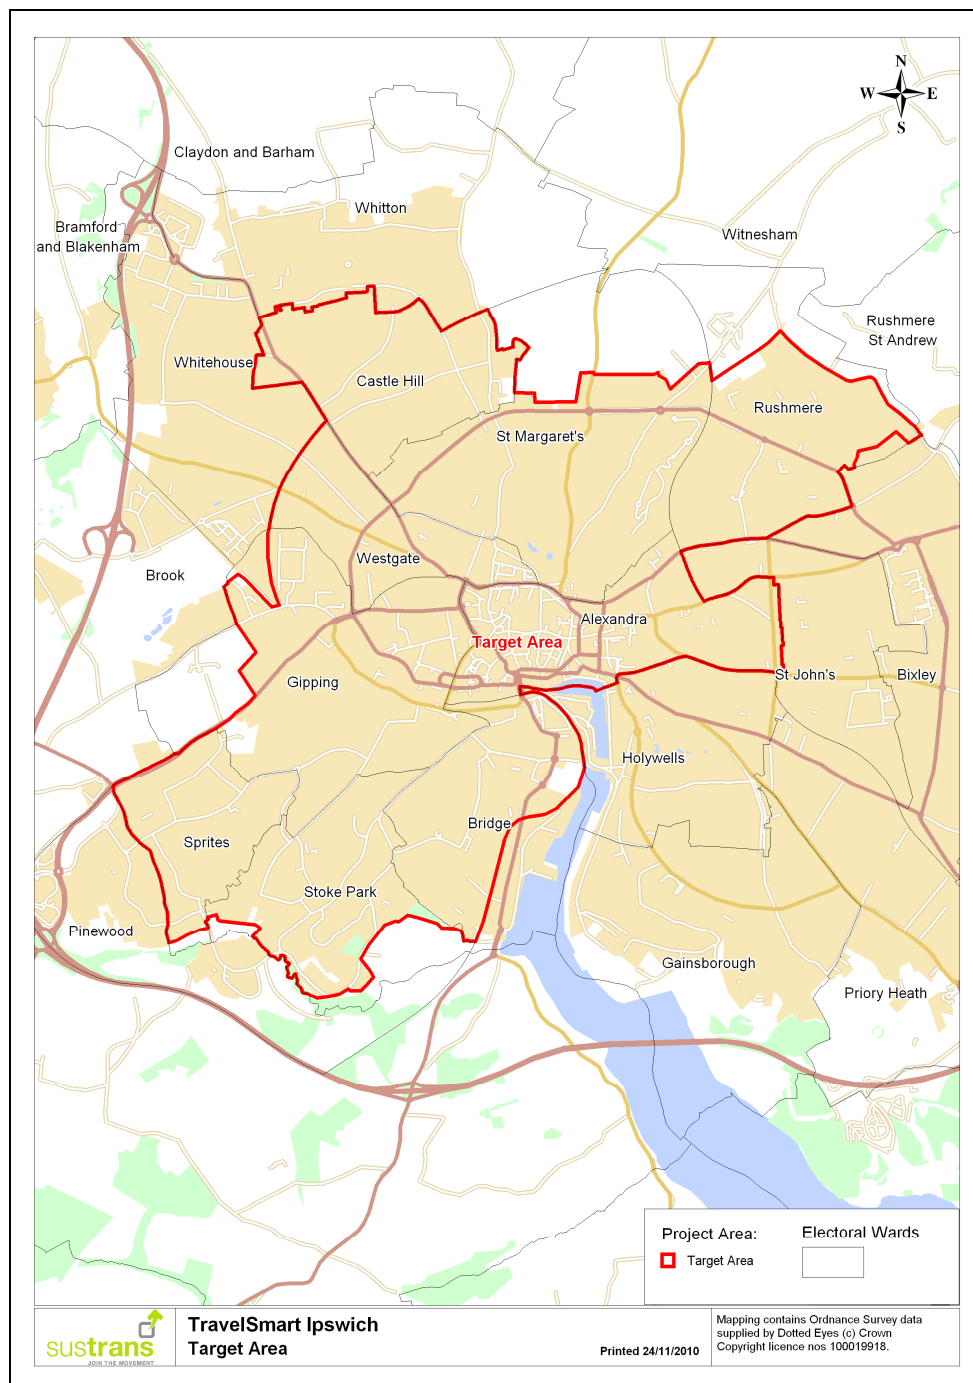 N
W E
S
Claydon and Barham
Whitton
Bramford
and Blakenham
Witnesham
Rushmere
St Andrew
Whitehouse
Castle Hill
Rushmere
St Margaret's
Westgate
Brook
Alexandra
Target Area
Gipping
St John's
Bixley
Holywells
Bridge
Sprites
Stoke Park
Pinewood
Gainsborough
Priory Heath
Project Area:
Electoral Wards
Target Area
sustrans
JOIN THE MOVEMENT
TravelSmart Ipswich
Target Area
Printed 24/11/2010
Mapping contains Ordnance Survey data
supplied by Dotted Eyes (c) Crown
Copyright licence nos 100019918.